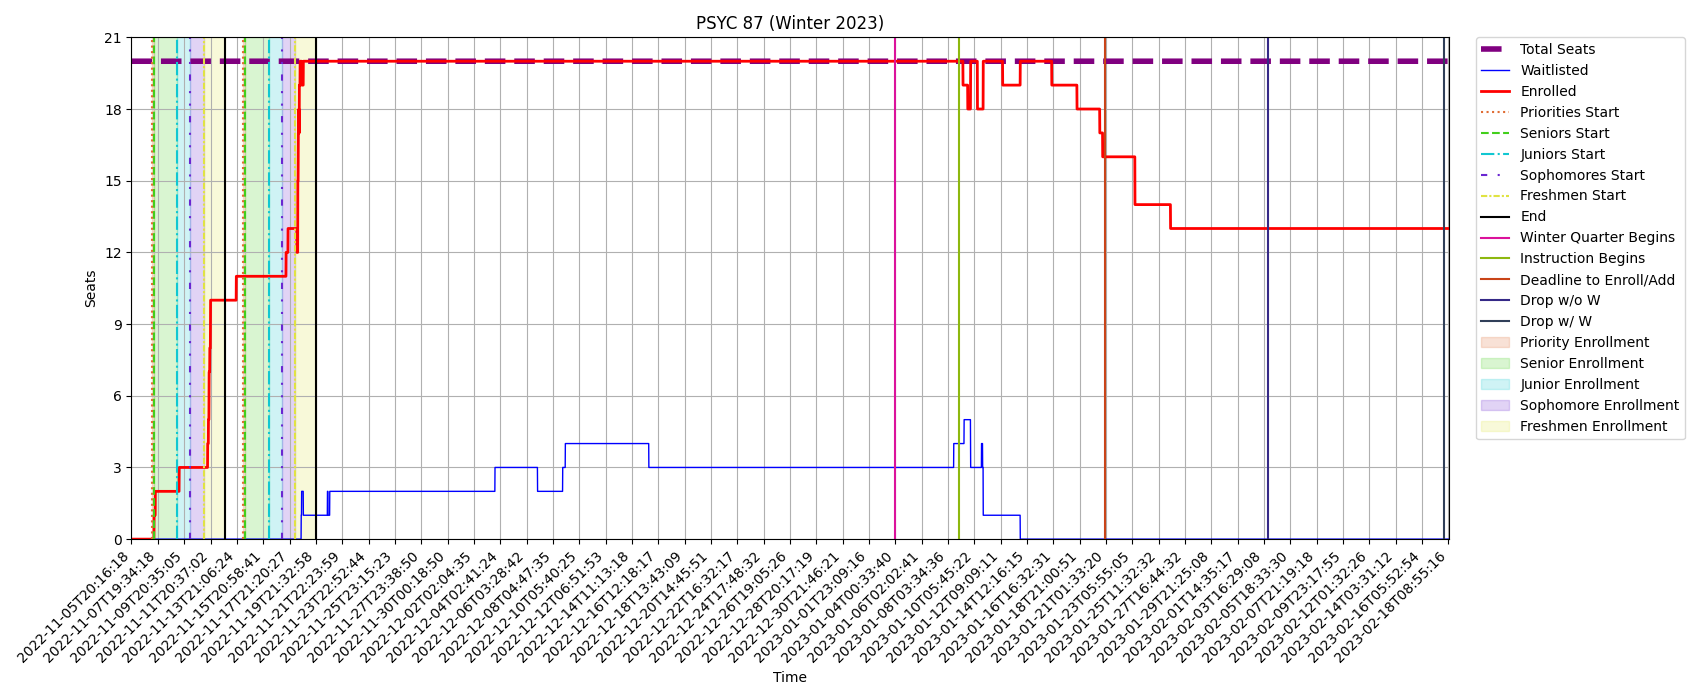 PSYC 87 (Winter 2023)
21
18
15
12
9
6
3
0
Seats
2022-11-05T20:16:18
2022-11-07T19:34:18
2022-11-09T20:35:05
2022-11-11T20:37:02
2022-11-13T21:06:24
2022-11-15T20:58:41
2022-11-17T21:20:27
2022-11-19T21:32:58
2022-11-21T22:23:59
2022-11-23T22:52:44
2022-11-25T23:15:23
2022-11-27T23:38:50
2022-11-30T00:18:50
2022-12-02T02:04:35
2022-12-04T02:41:24
2022-12-06T03:28:42
2022-12-08T04:47:35
2022-12-10T05:40:25
2022-12-12T06:51:53
2022-12-14T11:13:18
2022-12-16T12:18:17
2022-12-18T13:43:09
2022-12-20T14:45:51
2022-12-22T16:32:17
2022-12-24T17:48:32
2022-12-26T19:05:26
2022-12-28T20:17:19
2022-12-30T21:46:21
2023-01-01T23:09:16
2023-01-04T00:33:40
2023-01-06T02:02:41
2023-01-08T03:34:36
2023-01-10T05:45:22
2023-01-12T09:09:11
2023-01-14T12:16:15
2023-01-16T16:32:31
2023-01-18T21:00:51
2023-01-21T01:33:20
2023-01-23T05:55:05
2023-01-25T11:32:32
2023-01-27T16:44:32
2023-01-29T21:25:08
2023-02-01T14:35:17
2023-02-03T16:29:08
2023-02-05T18:33:30
2023-02-07T21:19:18
2023-02-09T23:17:55
2023-02-12T01:32:26
2023-02-14T03:31:12
2023-02-16T05:52:54
2023-02-18T08:55:16
Time
Total Seats
Waitlisted
Enrolled
Priorities Start
Seniors Start
Juniors Start
Sophomores Start
Freshmen Start
End
Winter Quarter Begins
Instruction Begins
Deadline to Enroll/Add
Drop w/o W
Drop w/ W
Priority Enrollment
Senior Enrollment
Junior Enrollment
Sophomore Enrollment
Freshmen Enrollment